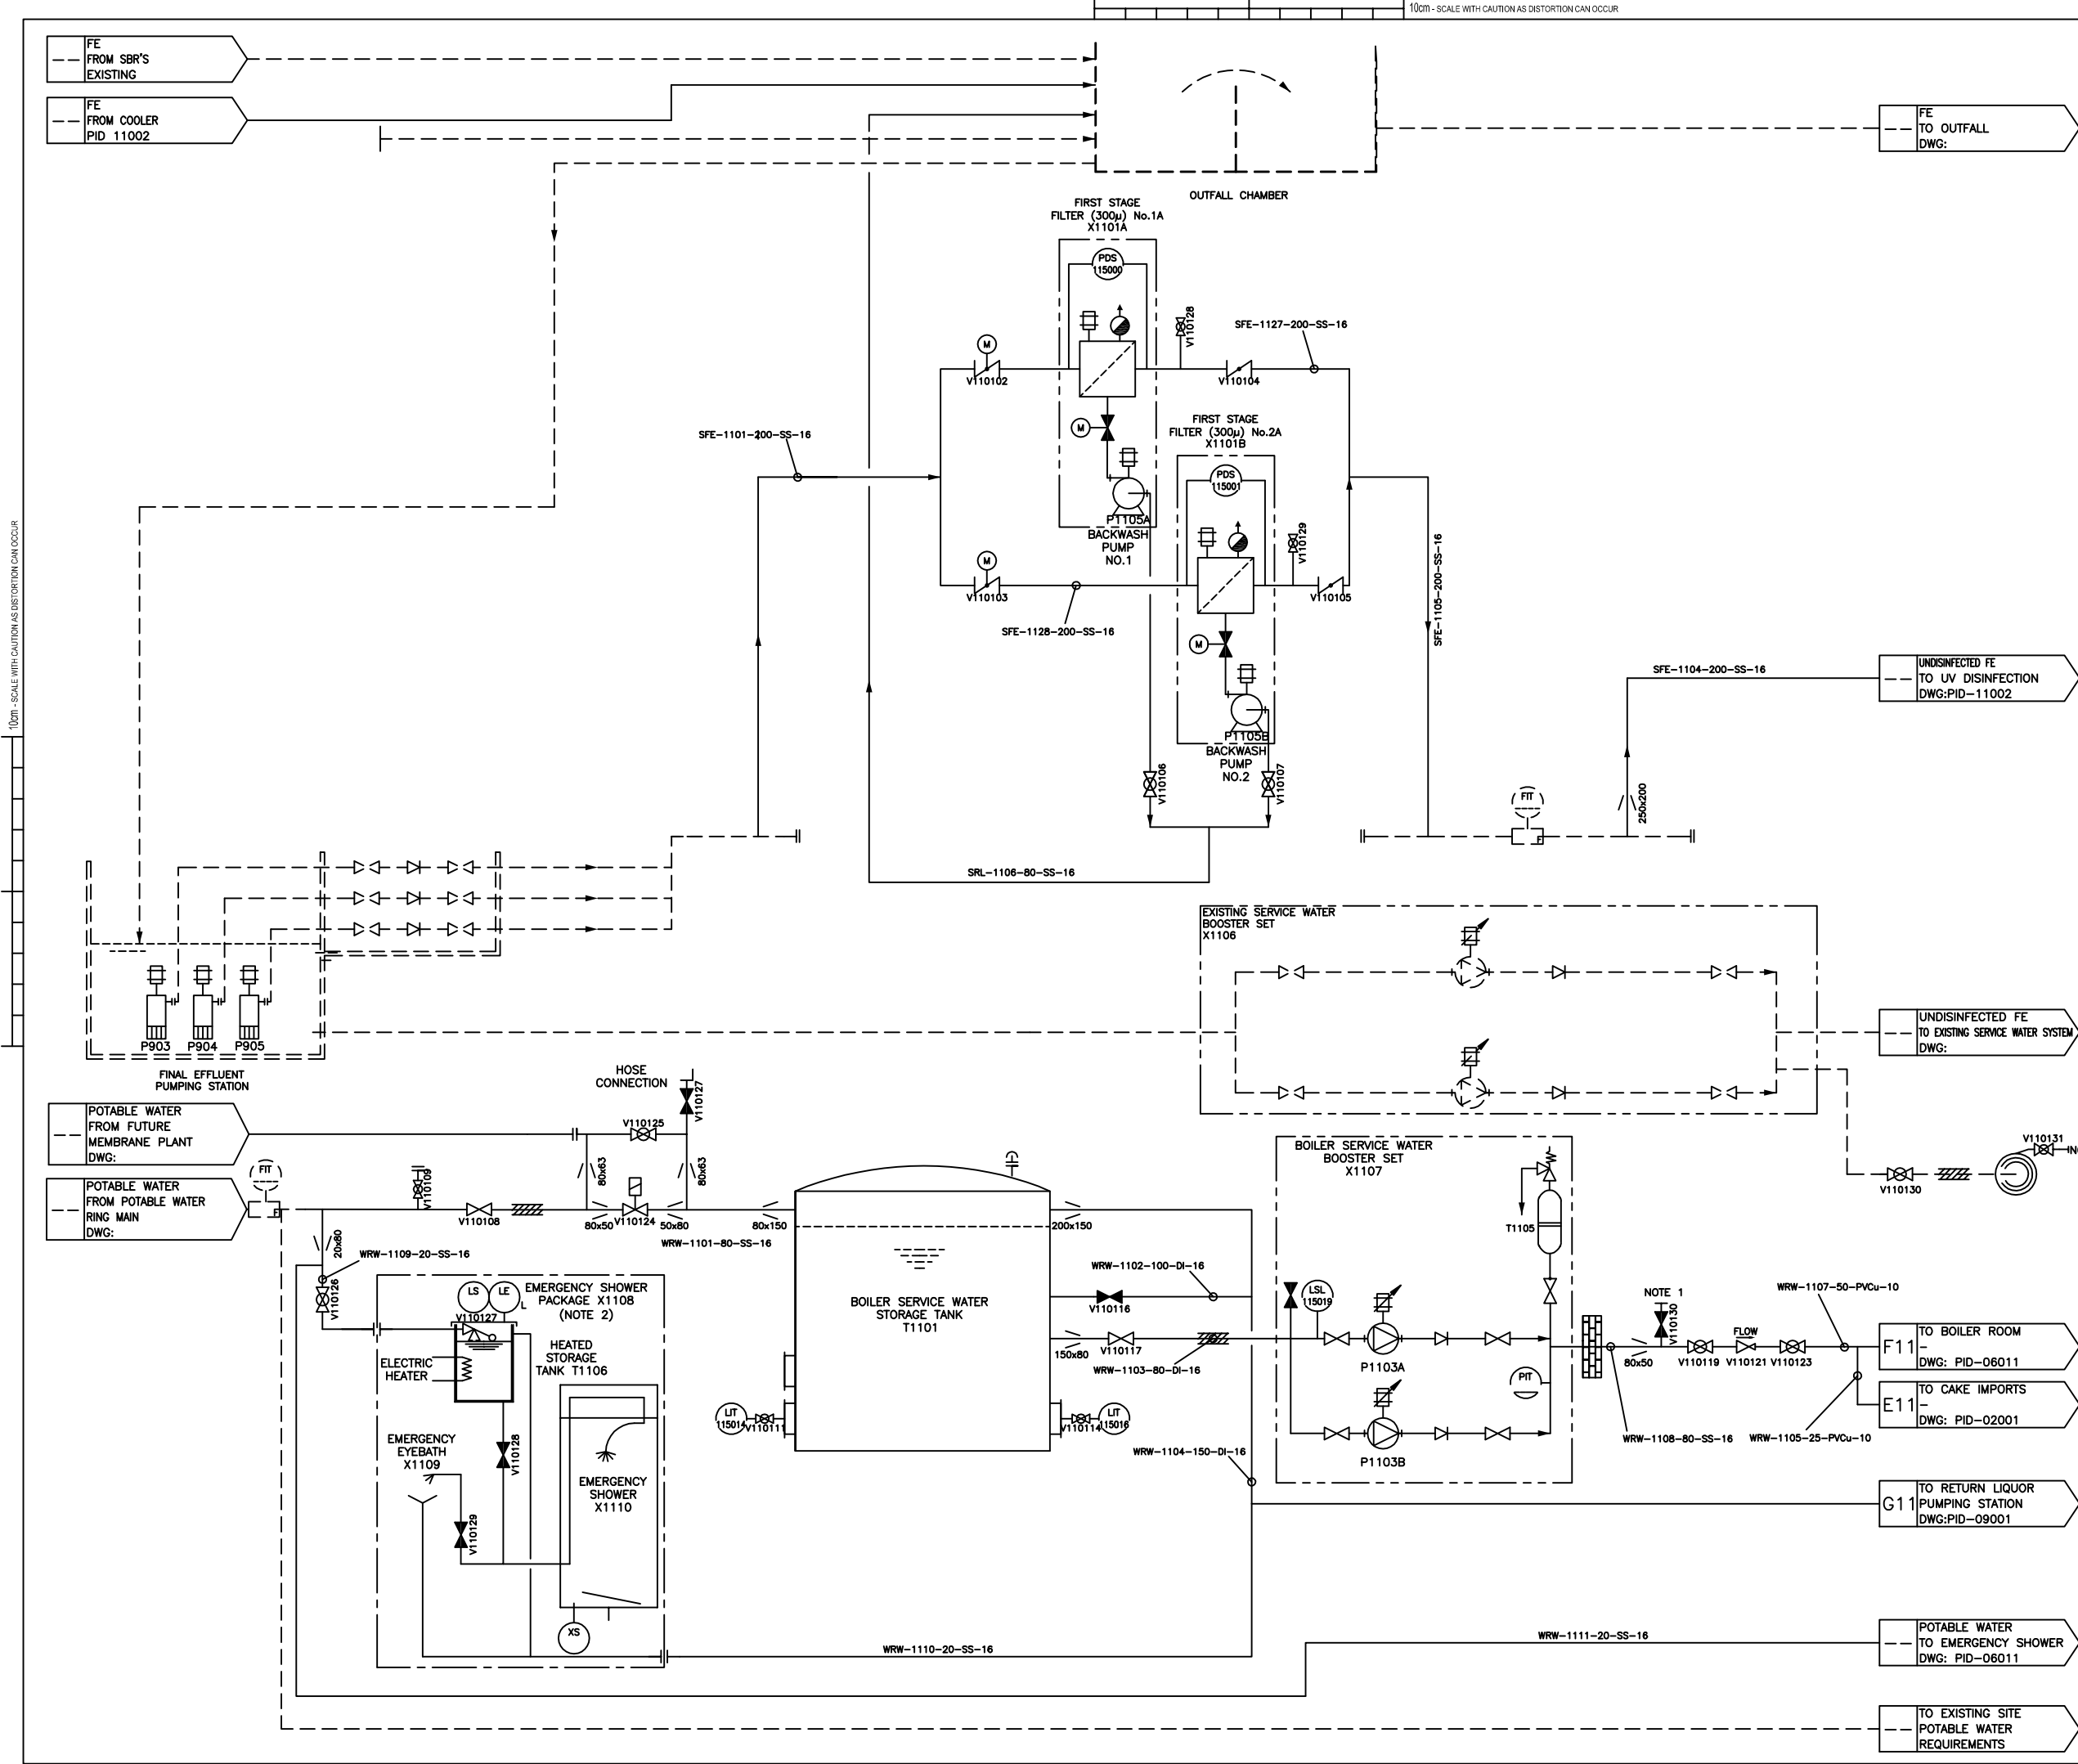 10cm - SCALE WITH CAUTION AS DISTORTION CAN OCCUR
FE
FROM SBR'S
EXISTING
FE
FROM COOLER
PID 11002
FE
TO OUTFALL
DWG:
OUTFALL CHAMBER
FIRST STAGE
FILTER (300µ) No.1A
X1101A
PDS
115000
V110128
SFE-1127-200-SS-16
M
V110102
V110104
M
FIRST STAGE
FILTER (300µ) No.2A
X1101B
PDS
115001
SFE-1101-200-SS-16
P1105A
BACKWASH
PUMP
NO.1
V110129
M
V110103
V110105
SFE-1128-200-SS-16
M
SFE-1105-200-SS-16
P1105B
BACKWASH
PUMP
NO.2
V110106
V110107
SFE-1104-200-SS-16
UNDISINFECTED FE
TO UV DISINFECTION
DWG:PID-11002
10cm - SCALE WITH CAUTION AS DISTORTION CAN OCCUR
FIT
F
250x200
SRL-1106-80-SS-16
EXISTING SERVICE WATER
BOOSTER SET
X1106
P903
P904
P905
FINAL EFFLUENT
PUMPING STATION
UNDISINFECTED FE
TO EXISTING SERVICE WATER SYSTEM
DWG:
HOSE
CONNECTION
V110127
POTABLE WATER
FROM FUTURE
MEMBRANE PLANT
DWG:
V110125
FIT
F
POTABLE WATER
FROM POTABLE WATER
RING MAIN
DWG:
V110109
80x63
80x63
V110108
80x50
V110124
50x80
80x150
WRW-1101-80-SS-16
200x150
20x80
WRW-1109-20-SS-16
V110126
BOILER SERVICE WATER
BOOSTER SET
X1107
T1105
V110131
V110130
EMERGENCY SHOWER
PACKAGE X1108
(NOTE 2)
LS
LE
L
V110127
HEATED
STORAGE
TANK T1106
ELECTRIC
HEATER
BOILER SERVICE WATER
STORAGE TANK
T1101
WRW-1102-100-DI-16
V110116
150x80
V110117
WRW-1103-80-DI-16
LSL
115019
P1103A
PIT
P1103B
NOTE 1
V110130
WRW-1107-50-PVCu-10
FLOW
80x50
V110119
V110121
V110123
F11
TO BOILER ROOM
-
DWG: PID-06011
E11
TO CAKE IMPORTS
-
DWG: PID-02001
WRW-1108-80-SS-16
WRW-1105-25-PVCu-10
LIT
115014
V110111
LIT
115016
V110114
WRW-1104-150-DI-16
EMERGENCY
EYEBATH
X1109
V110128
EMERGENCY
SHOWER
X1110
V110129
XS
G11
TO RETURN LIQUOR
PUMPING STATION
DWG:PID-09001
WRW-1110-20-SS-16
WRW-1111-20-SS-16
POTABLE WATER
TO EMERGENCY SHOWER
DWG: PID-06011
TO EXISTING SITE
POTABLE WATER
REQUIREMENTS